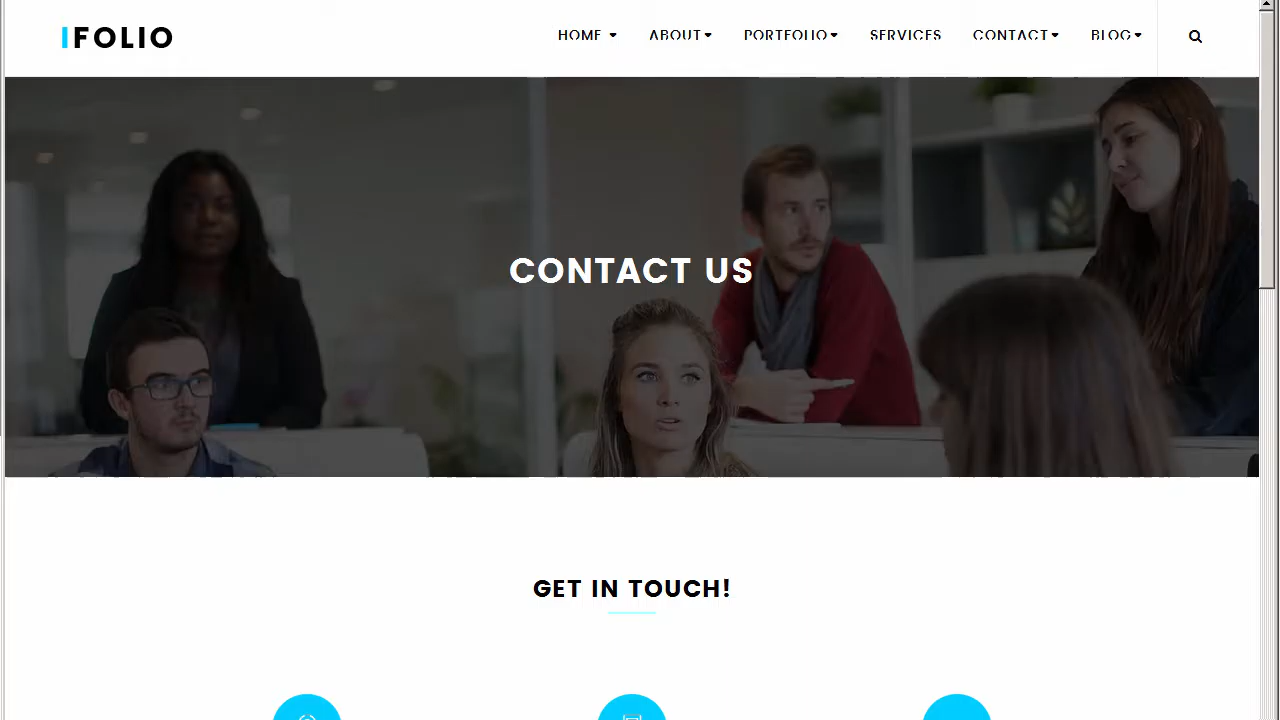 IFOLIO
HOME ABOUT PORTFOLIO SERVICES CONTACT BLOG
CONTACT US
GET IN TOUCH!